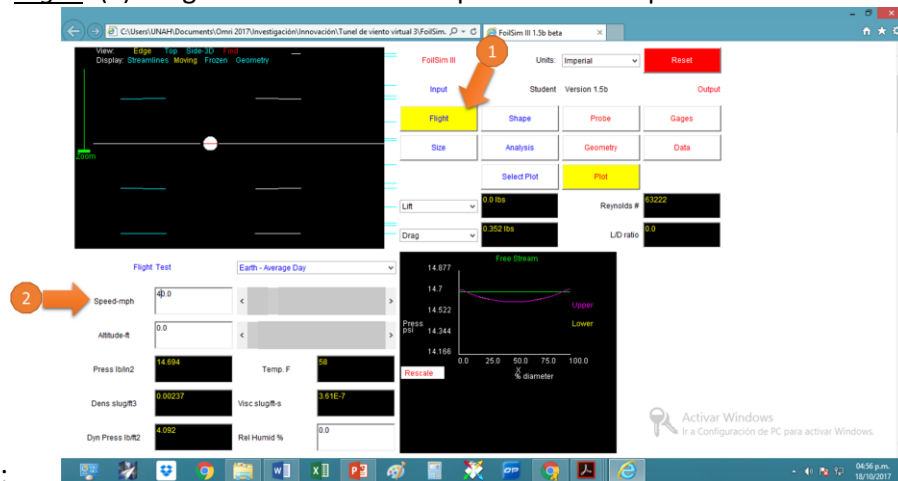 C:\Users\UNAH\Documents\Omri 2017\Investigación\Innovación\Tunel de viento virtual 3\FoilSim.
FoilSim III 1.5b beta
View: Edge Top Side-3D Find
Display: Streamlines Moving Frozen Geometry
Zoom
1
FoilSim III
Units:
Imperial
Reset
Input
Student
Version 1.5b
Output
Flight
Shape
Probe
Gages
Size
Analysis
Geometry
Data
Select Plot
Plot
Lift
0.0 lbs
Reynolds #
63222
Drag
0.352 lbs
L/D ratio
0.0
Flight Test
Earth - Average Day
2
Speed-mph
40.0
Altitude-ft
0.0
Press lb/in2
14.694
Temp. F
58
Dens slug/ft3
0.00237
Visc slug/ft-s
3.61E-7
Dyn Press lb/ft2
4.092
Rel Humid %
0.0
Free Stream
14.877
14.7
14.522
14.344
14.166
Press
psi
Upper
Lower
0.0 25.0 50.0 75.0 100.0
X
% diameter
Rescale
Activar Windows
Ir a Configuración de PC para activar Windows.
04:56 p.m.
18/10/2017
: